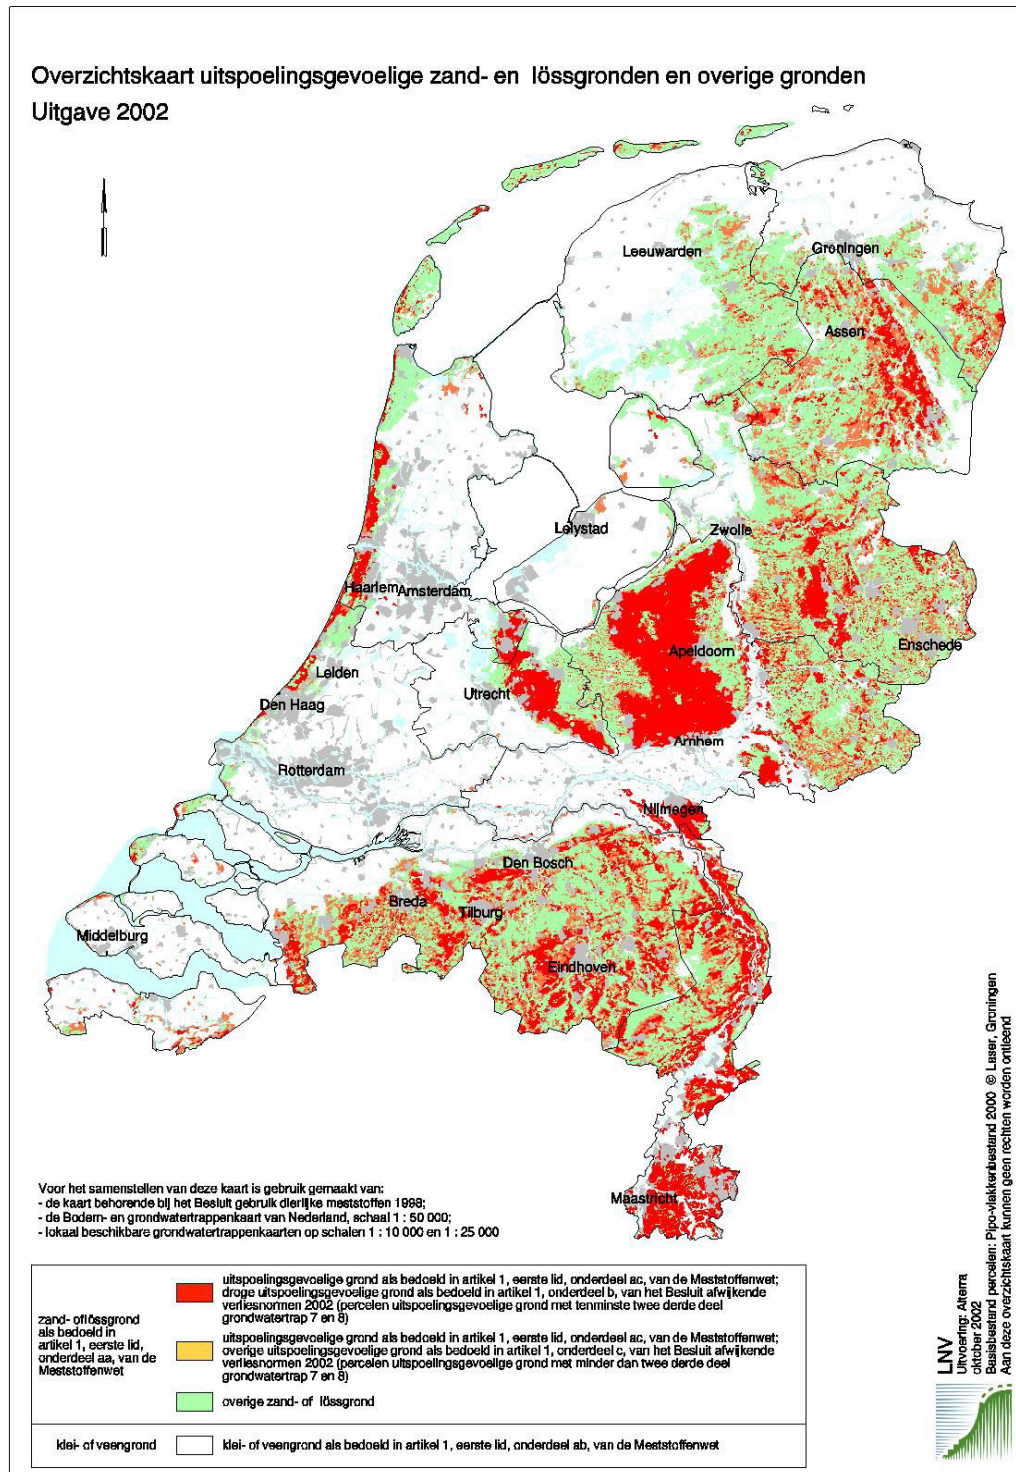 Overzichtskaart uitspoelingsgevoelige zand- en lössgronden en overige gronden
Uitgave 2002
Leeuwarden
Groningen
Assen
Lelystad
Zwolle
Haarlem
Amsterdam
Apeldoorn
Enschede
Leiden
Utrecht
Den Haag
Arnhem
Rotterdam
Nijmegen
Den Bosch
Breda
Tilburg
Middelburg
Eindhoven
Maastricht
Voor het samenstellen van deze kaart is gebruik gemaakt van:
- de kaart behorende bij het Besluit gebruik dierlijke meststoffen 1998;
- de Bodem- en grondwatertrappenkaart van Nederland, schaal 1 : 50 000;
- lokaal beschikbare grondwatertrappenkaarten op schalen 1 : 10 000 en 1 : 25 000
zand- oflössgrond
als bedoeld in
artikel 1, eerste lid,
onderdeel aa, van de
Meststoffenwet
uitspoelingsgevoelige grond als bedoeld in artikel 1, eerste lid, onderdeel ac, van de Meststoffenwet;
droge uitspoelingsgevoelige grond als bedoeld in artikel 1, onderdeel b, van het Besluit afwijkende
verliesnormen 2002 (percelen uitspoelingsgevoelige grond met tenminste twee derde deel
grondwatertrap 7 en 8)
uitspoelingsgevoelige grond als bedoeld in artikel 1, eerste lid, onderdeel ac, van de Meststoffenwet;
overige uitspoelingsgevoelige grond als bedoeld in artikel 1, onderdeel c, van het Besluit afwijkende
verliesnormen 2002 (percelen uitspoelingsgevoelige grond met minder dan twee derde deel
grondwatertrap 7 en 8)
overige zand- of lössgrond
klei- of veengrond
klei- of veengrond als bedoeld in artikel 1, eerste lid, onderdeel ab, van de Meststoffenwet
LNV
Uitvoering: Alterra
oktober 2002
Basisbestand percelen: Pipo-vlakkenbestand 2000 © Laser, Groningen
Aan deze overzichtskaart kunnen geen rechten worden ontleend